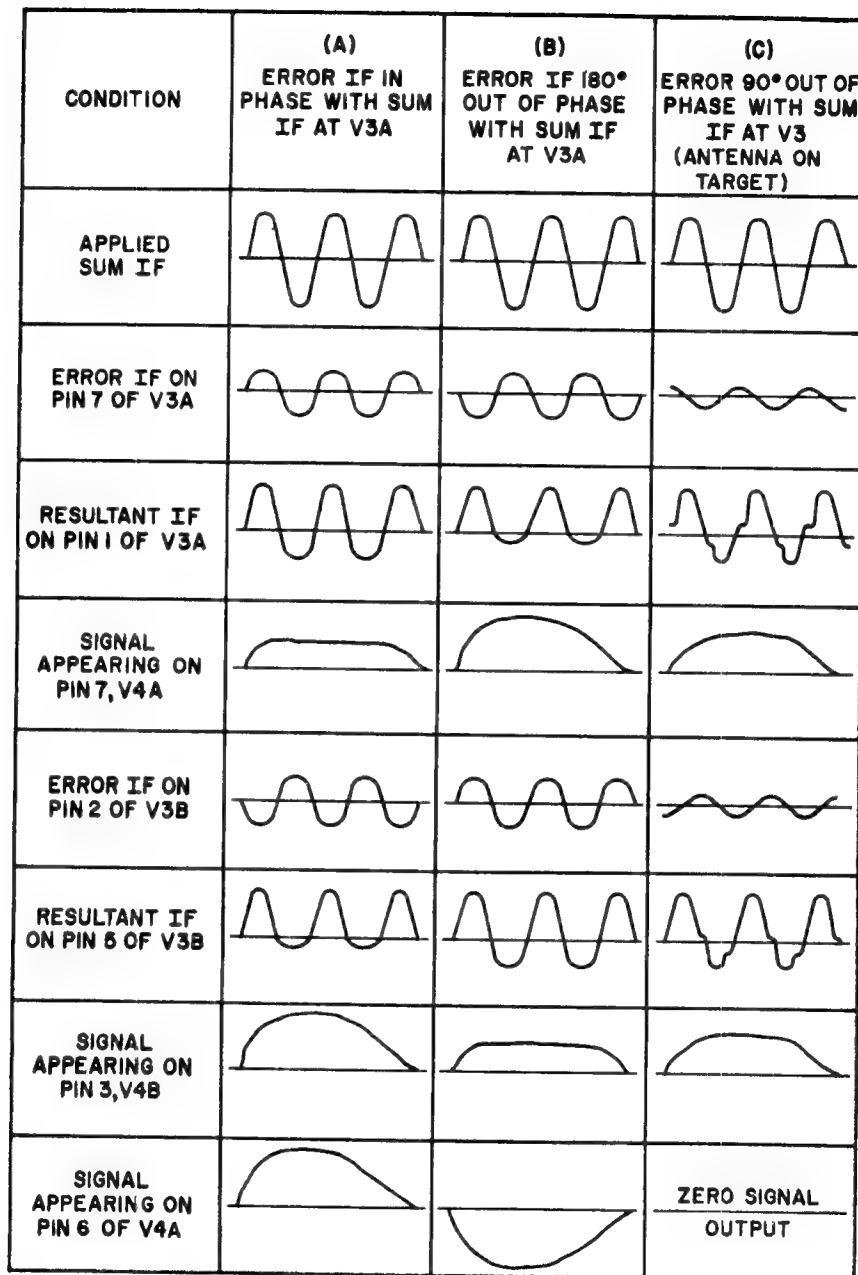 CONDITION
(A)
ERROR IF IN
PHASE WITH SUM
IF AT V3A
(B)
ERROR IF 180°
OUT OF PHASE
WITH SUM IF
AT V3A
(C)
ERROR 90° OUT OF
PHASE WITH SUM
IF AT V3
(ANTENNA ON
TARGET)
APPLIED
SUM IF
ERROR IF ON
PIN 7 OF V3A
RESULTANT IF
ON PIN 1 OF V3A
SIGNAL
APPEARING ON
PIN 7, V4A
ERROR IF ON
PIN 2 OF V3B
RESULTANT IF
ON PIN 6 OF V3B
SIGNAL
APPEARING ON
PIN 3, V4B
SIGNAL
APPEARING ON
PIN 6 OF V4A
ZERO SIGNAL
OUTPUT